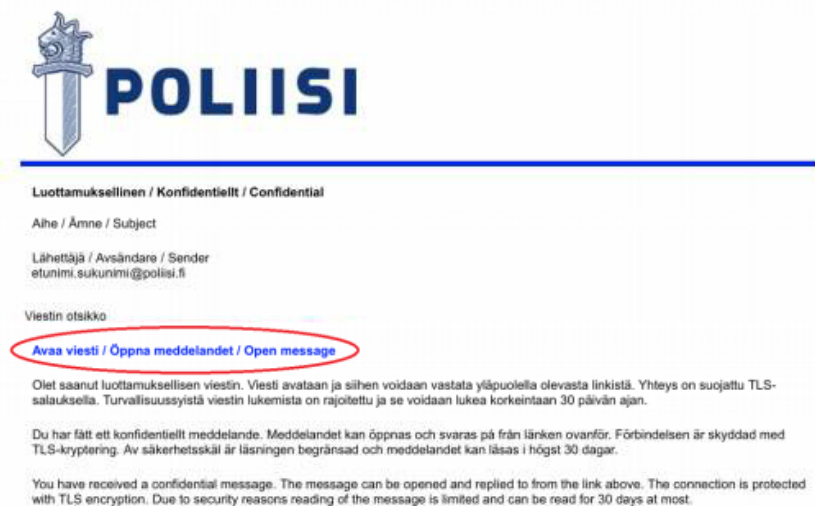 POLIISI
Luottamuksellinen / Konfidentiellt / Confidential
Aihe / Ämne / Subject
Lähettäjä / Avsändare / Sender
etunimi.sukunimi@poliisi.fi
Viestin otsikko
Avaa viesti / Öppna meddelandet / Open message
Olet saanut luottamuksellisen viestin. Viesti avataan ja siihen voidaan vastata yläpuolella olevasta linkistä. Yhteys on suojattu TLS-
salauksella. Turvallisuussyistä viestin lukemista on rajoitettu ja se voidaan lukea korkeintaan 30 päivän ajan.
Du har fått ett konfidentiellt meddelande. Meddelandet kan öppnas och svaras på från länken ovanför. Förbindelsen är skyddad med
TLS-kryptering. Av säkerhetsskäl är läsningen begränsad och meddelandet kan läsas i högst 30 dagar.
You have received a confidential message. The message can be opened and replied to from the link above. The connection is protected
with TLS encryption. Due to security reasons reading of the message is limited and can be read for 30 days at most.